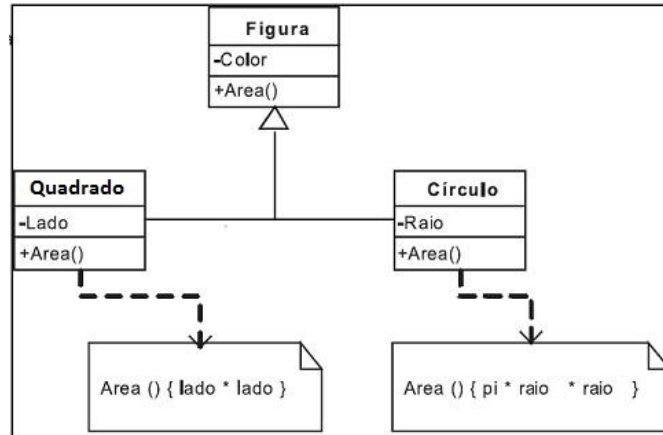 Figura
-Color
+Area()
Quadrado
-Lado
+Area()
Círculo
-Raio
+Area()
Area () { lado * lado }
Area () { pi * raio * raio }